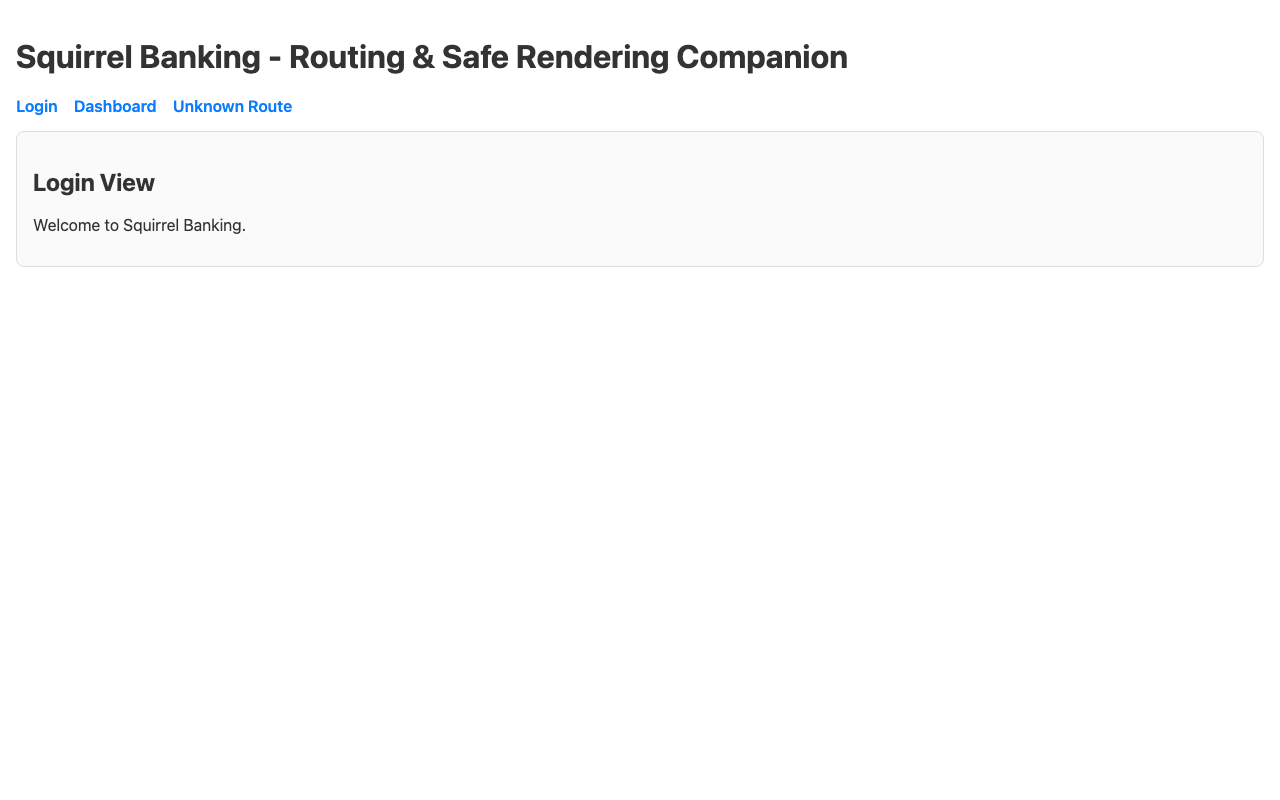 Squirrel Banking - Routing & Safe Rendering Companion
Login Dashboard Unknown Route
Login View
Welcome to Squirrel Banking.